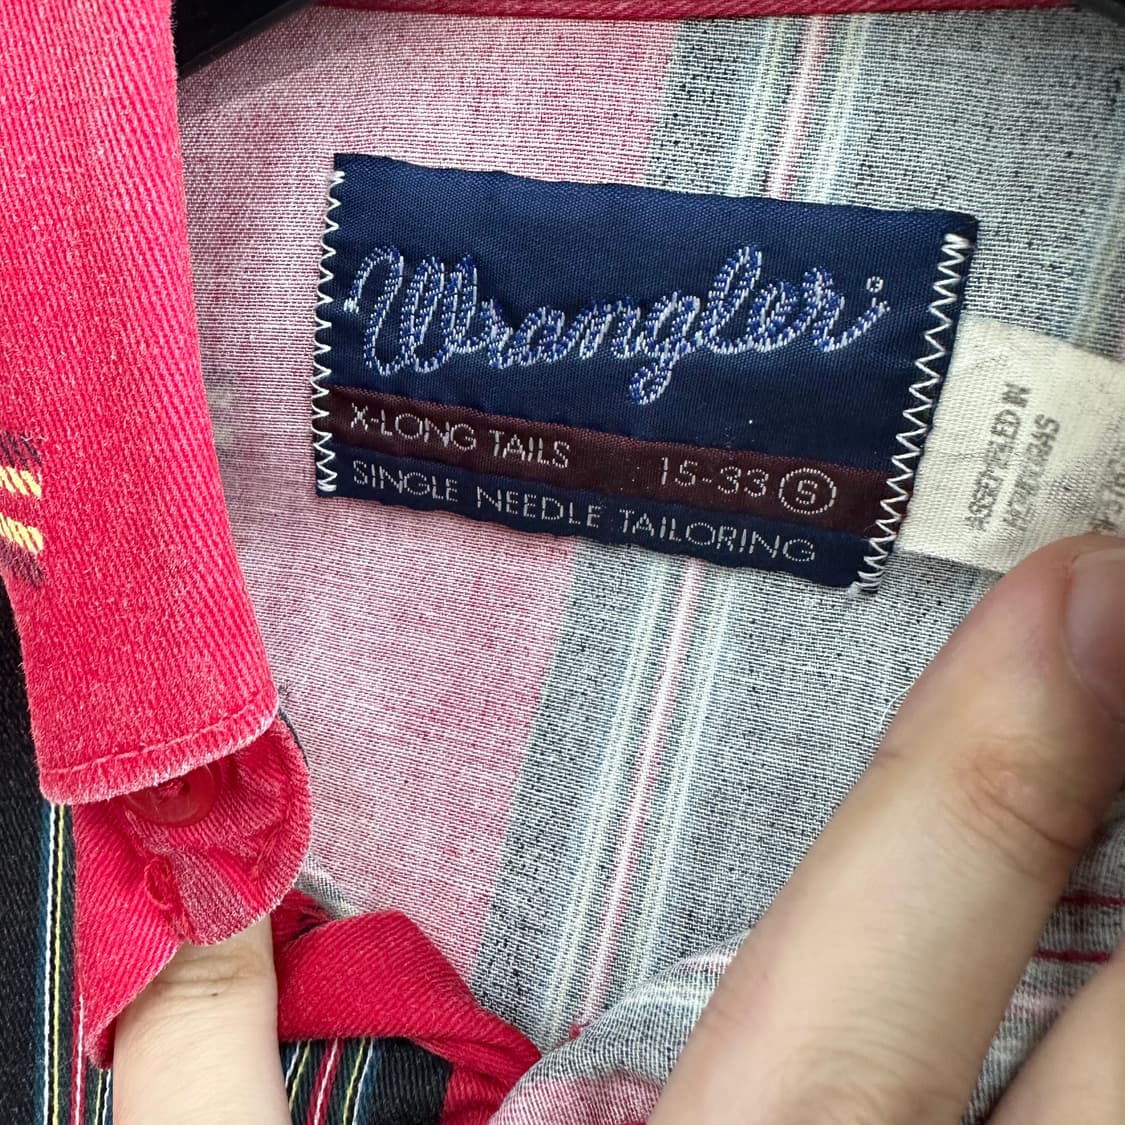 Wrangler®
X-LONG TAILS 15-33 S
SINGLE NEEDLE TAILORING
ASSEMBLED
IN HONDURAS